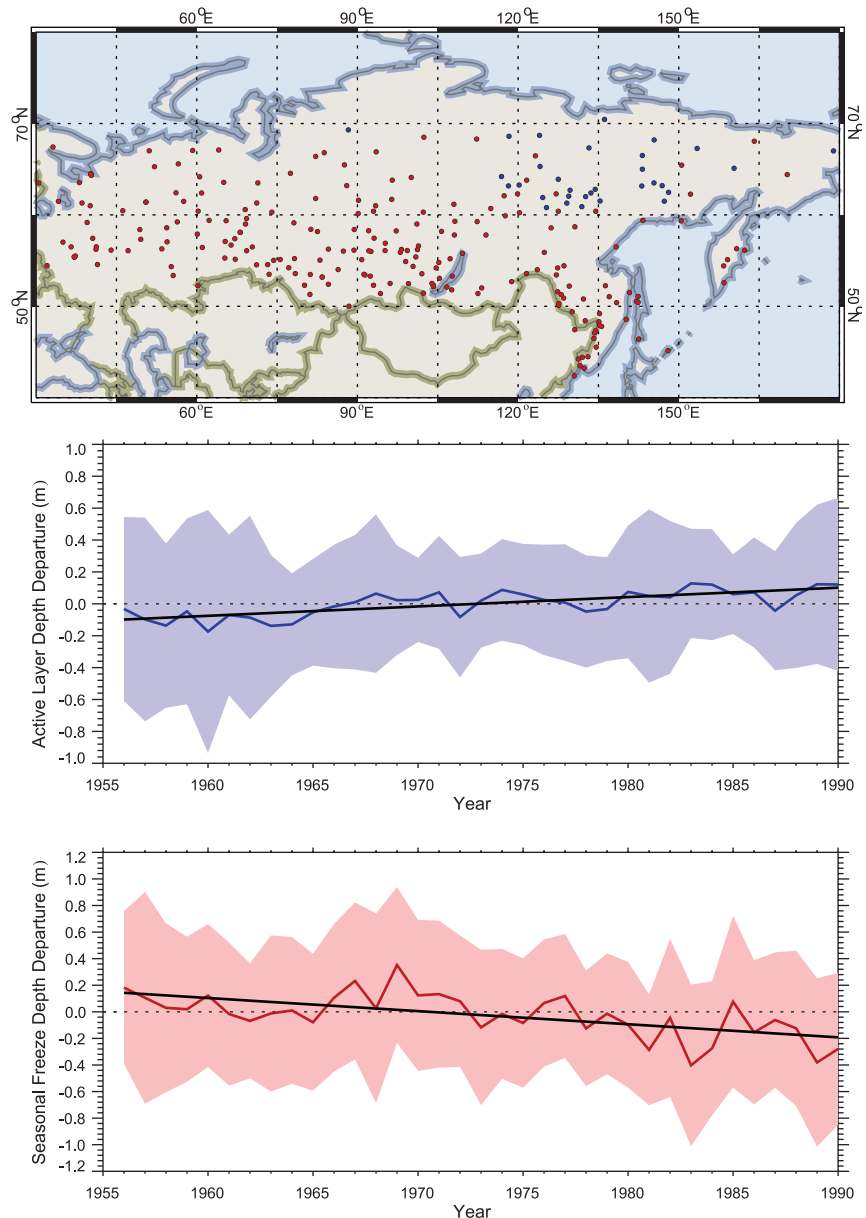 60°E 90°E 120°E 150°E
70°N 70°N
50°N 50°N
60°E 90°E 120°E 150°E
Active Layer Depth Departure (m)
1.0
0.8
0.6
0.4
0.2
0.0
-0.2
-0.4
-0.6
-0.8
-1.0
1955 1960 1965 1970 1975 1980 1985 1990
Year
Seasonal Freeze Depth Departure (m)
1.2
1.0
0.8
0.6
0.4
0.2
0.0
-0.2
-0.4
-0.6
-0.8
-1.0
-1.2
1955 1960 1965 1970 1975 1980 1985 1990
Year